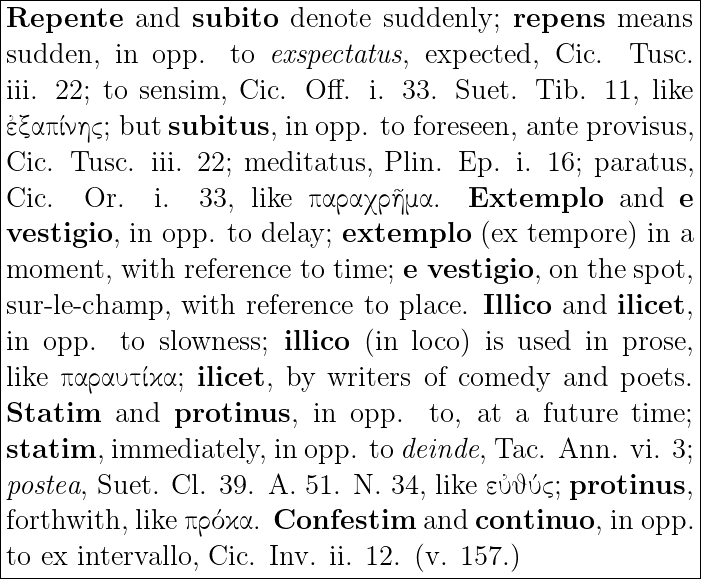 Repente and subito denote suddenly; repens means
sudden, in opp. to exspectatus, expected, Cic. Tusc.
iii. 22; to sensim, Cic. Off. i. 33. Suet. Tib. 11, like
ἐξαπίνης; but subitus, in opp. to foreseen, ante provisus,
Cic. Tusc. iii. 22; meditatus, Plin. Ep. i. 16; paratus,
Cic. Or. i. 33, like παραχρῆμα. Extemplo and e
vestigio, in opp. to delay; extemplo (ex tempore) in a
moment, with reference to time; e vestigio, on the spot,
sur-le-champ, with reference to place. Illico and ilicet,
in opp. to slowness; illico (in loco) is used in prose,
like παραυτίκα; ilicet, by writers of comedy and poets.
Statim and protinus, in opp. to, at a future time;
statim, immediately, in opp. to deinde, Tac. Ann. vi. 3;
postea, Suet. Cl. 39. A. 51. N. 34, like εὐθύς; protinus,
forthwith, like πρόκα. Confestim and continuo, in opp.
to ex intervallo, Cic. Inv. ii. 12. (v. 157.)